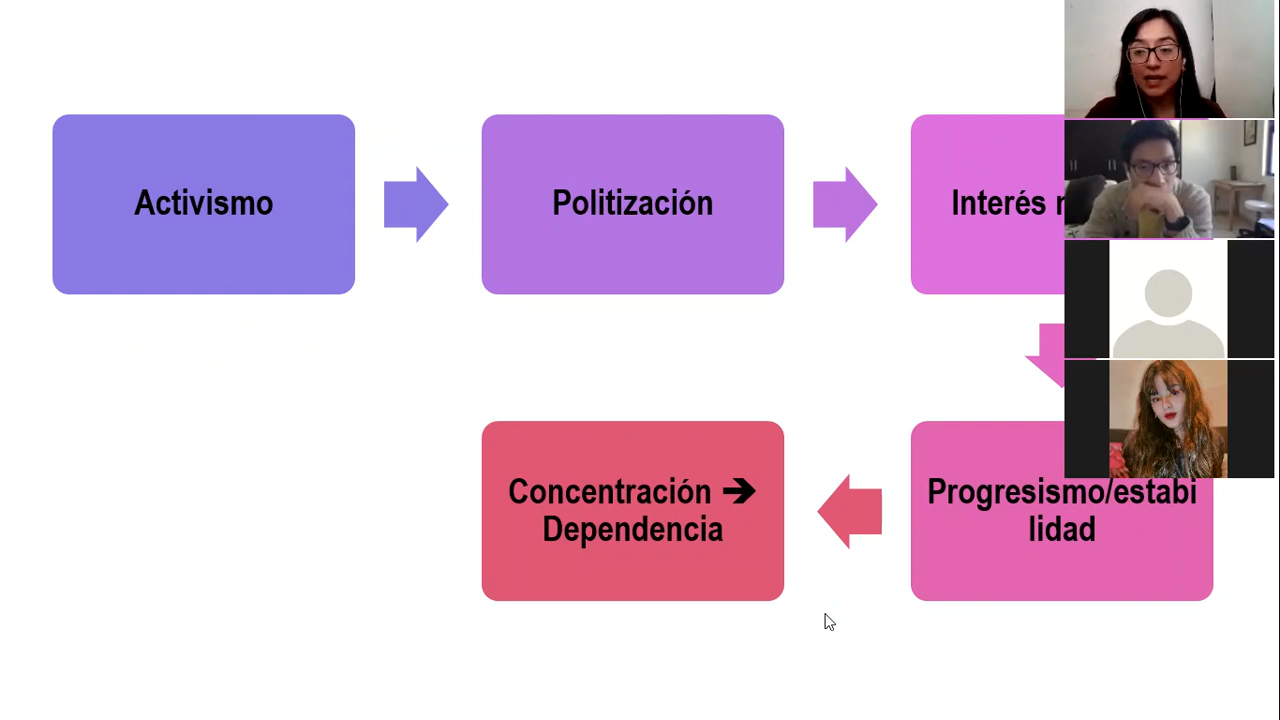 Activismo
Politización
Interés
Progresismo/estabi
lidad
Concentración ➔
Dependencia